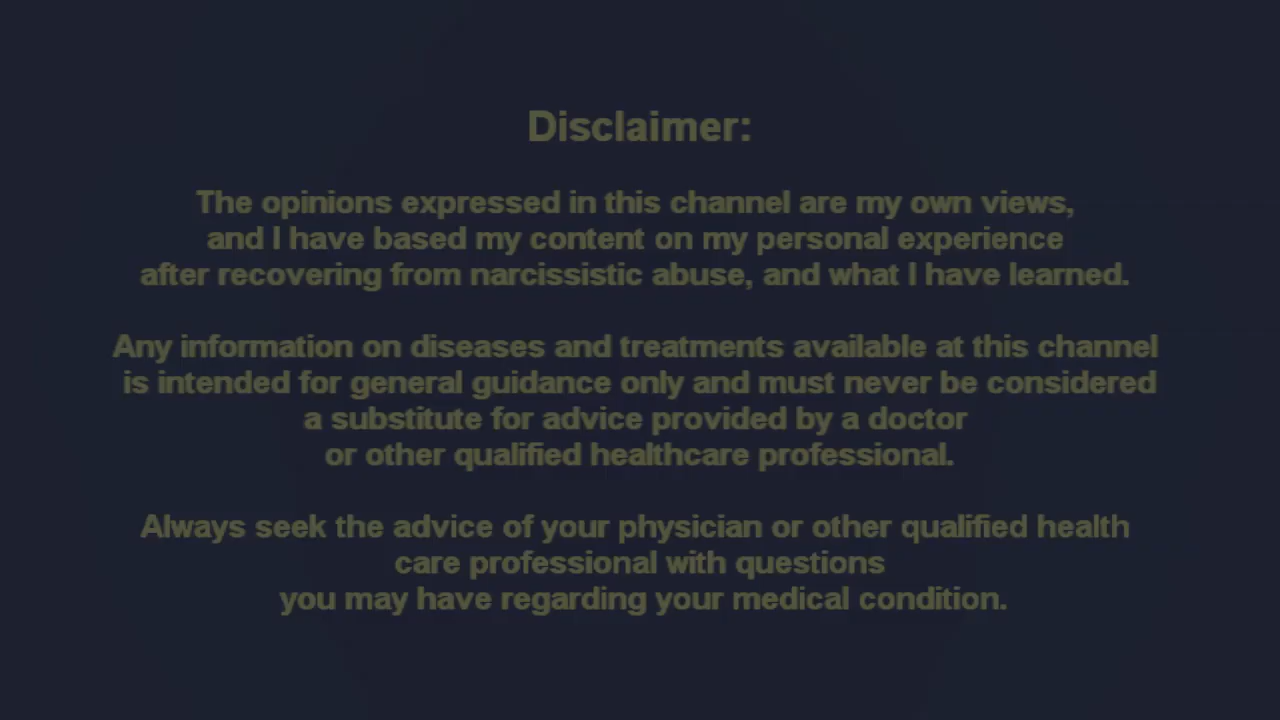 Disclaimer:
The opinions expressed in this channel are my own views,
and I have based my content on my personal experience
after recovering from narcissistic abuse, and what I have learned.
Any information on diseases and treatments available at this channel
is intended for general guidance only and must never be considered
a substitute for advice provided by a doctor
or other qualified healthcare professional.
Always seek the advice of your physician or other qualified health
care professional with questions
you may have regarding your medical condition.